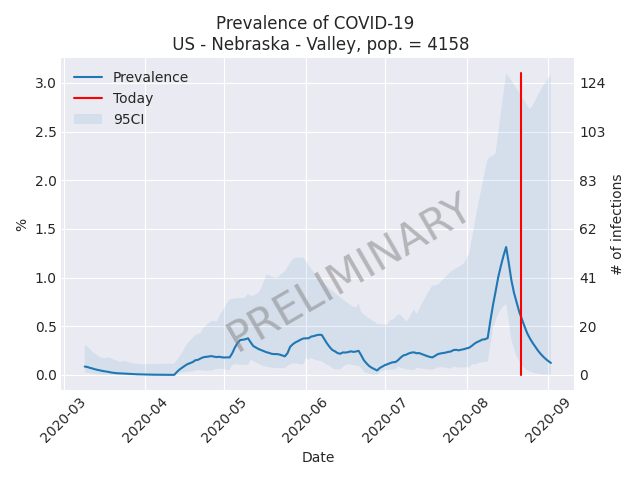 Prevalence of COVID-19
US - Nebraska - Valley, pop. = 4158
Prevalence
Today
95CI
PRELIMINARY
%
3.0
2.5
2.0
1.5
1.0
0.5
0.0
# of infections
124
103
83
62
41
20
0
2020-03
2020-04
2020-05
2020-06
2020-07
2020-08
2020-09
Date